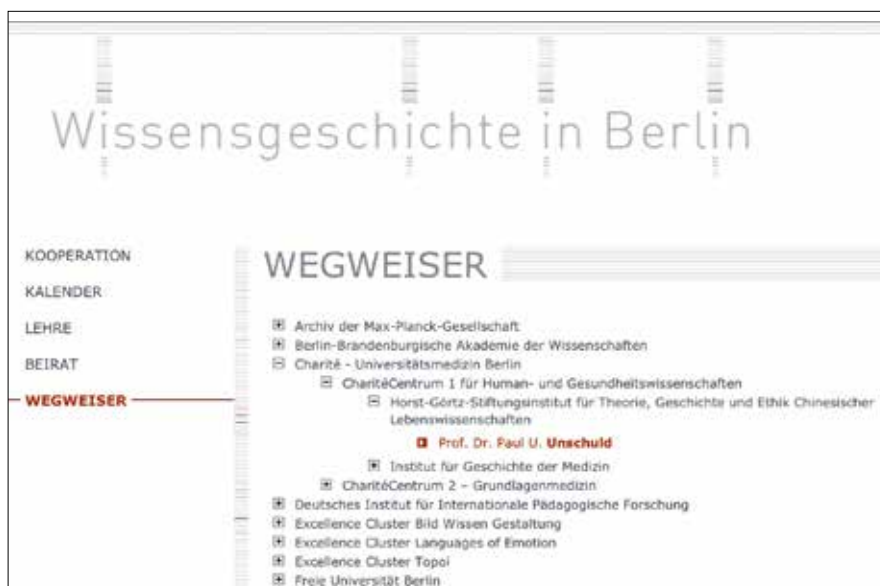 Wissensgeschichte in Berlin
KOOPERATION
KALENDER
LEHRE
BEIRAT
WEGWEISER
WEGWEISER
Archiv der Max-Planck-Gesellschaft
Berlin-Brandenburgische Akademie der Wissenschaften
Charité - Universitätsmedizin Berlin
CharitéCentrum 1 für Human- und Gesundheitswissenschaften
Horst-Görtz-Stiftungsinstitut für Theorie, Geschichte und Ethik Chinesischer
Lebenswissenschaften
Prof. Dr. Paul U. Unschuld
Institut für Geschichte der Medizin
CharitéCentrum 2 – Grundlagenmedizin
Deutsches Institut für Internationale Pädagogische Forschung
Excellence Cluster Bild Wissen Gestaltung
Excellence Cluster Languages of Emotion
Excellence Cluster Topoi
Freie Universität Berlin